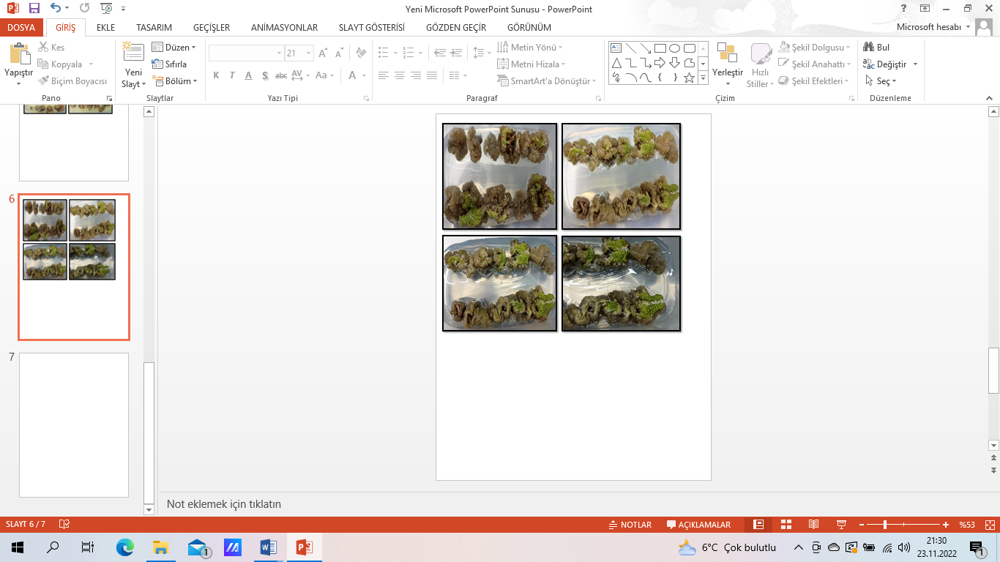 Yeni Microsoft PowerPoint Sunusu - PowerPoint
DOSYA GİRİŞ EKLE TASARIM GEÇİŞLER ANİMASYONLAR SLAYT GÖSTERİSİ GÖZDEN GEÇİR GÖRÜNÜM Microsoft hesabı
Yapıştır
Kes
Kopyala
Biçim Boyacısı
Pano
Yeni
Slayt
Düzen
Sıfırla
Bölüm
Slaytlar
21
K T A S abc AV Aa A
Yazı Tipi
Metin Yönü
Metni Hizala
SmartArt'a Dönüştür
Paragraf
Yerleştir
Hızlı
Stiller
Şekil Dolgusu
Şekil Anahattı
Şekil Efektleri
Çizim
Bul
Değiştir
Seç
Düzenleme
6
7
Not eklemek için tıklatın
SLAYT 6 / 7 NOTLAR AÇIKLAMALAR %53
6°C Çok bulutlu
21:30
23.11.2022
1
1